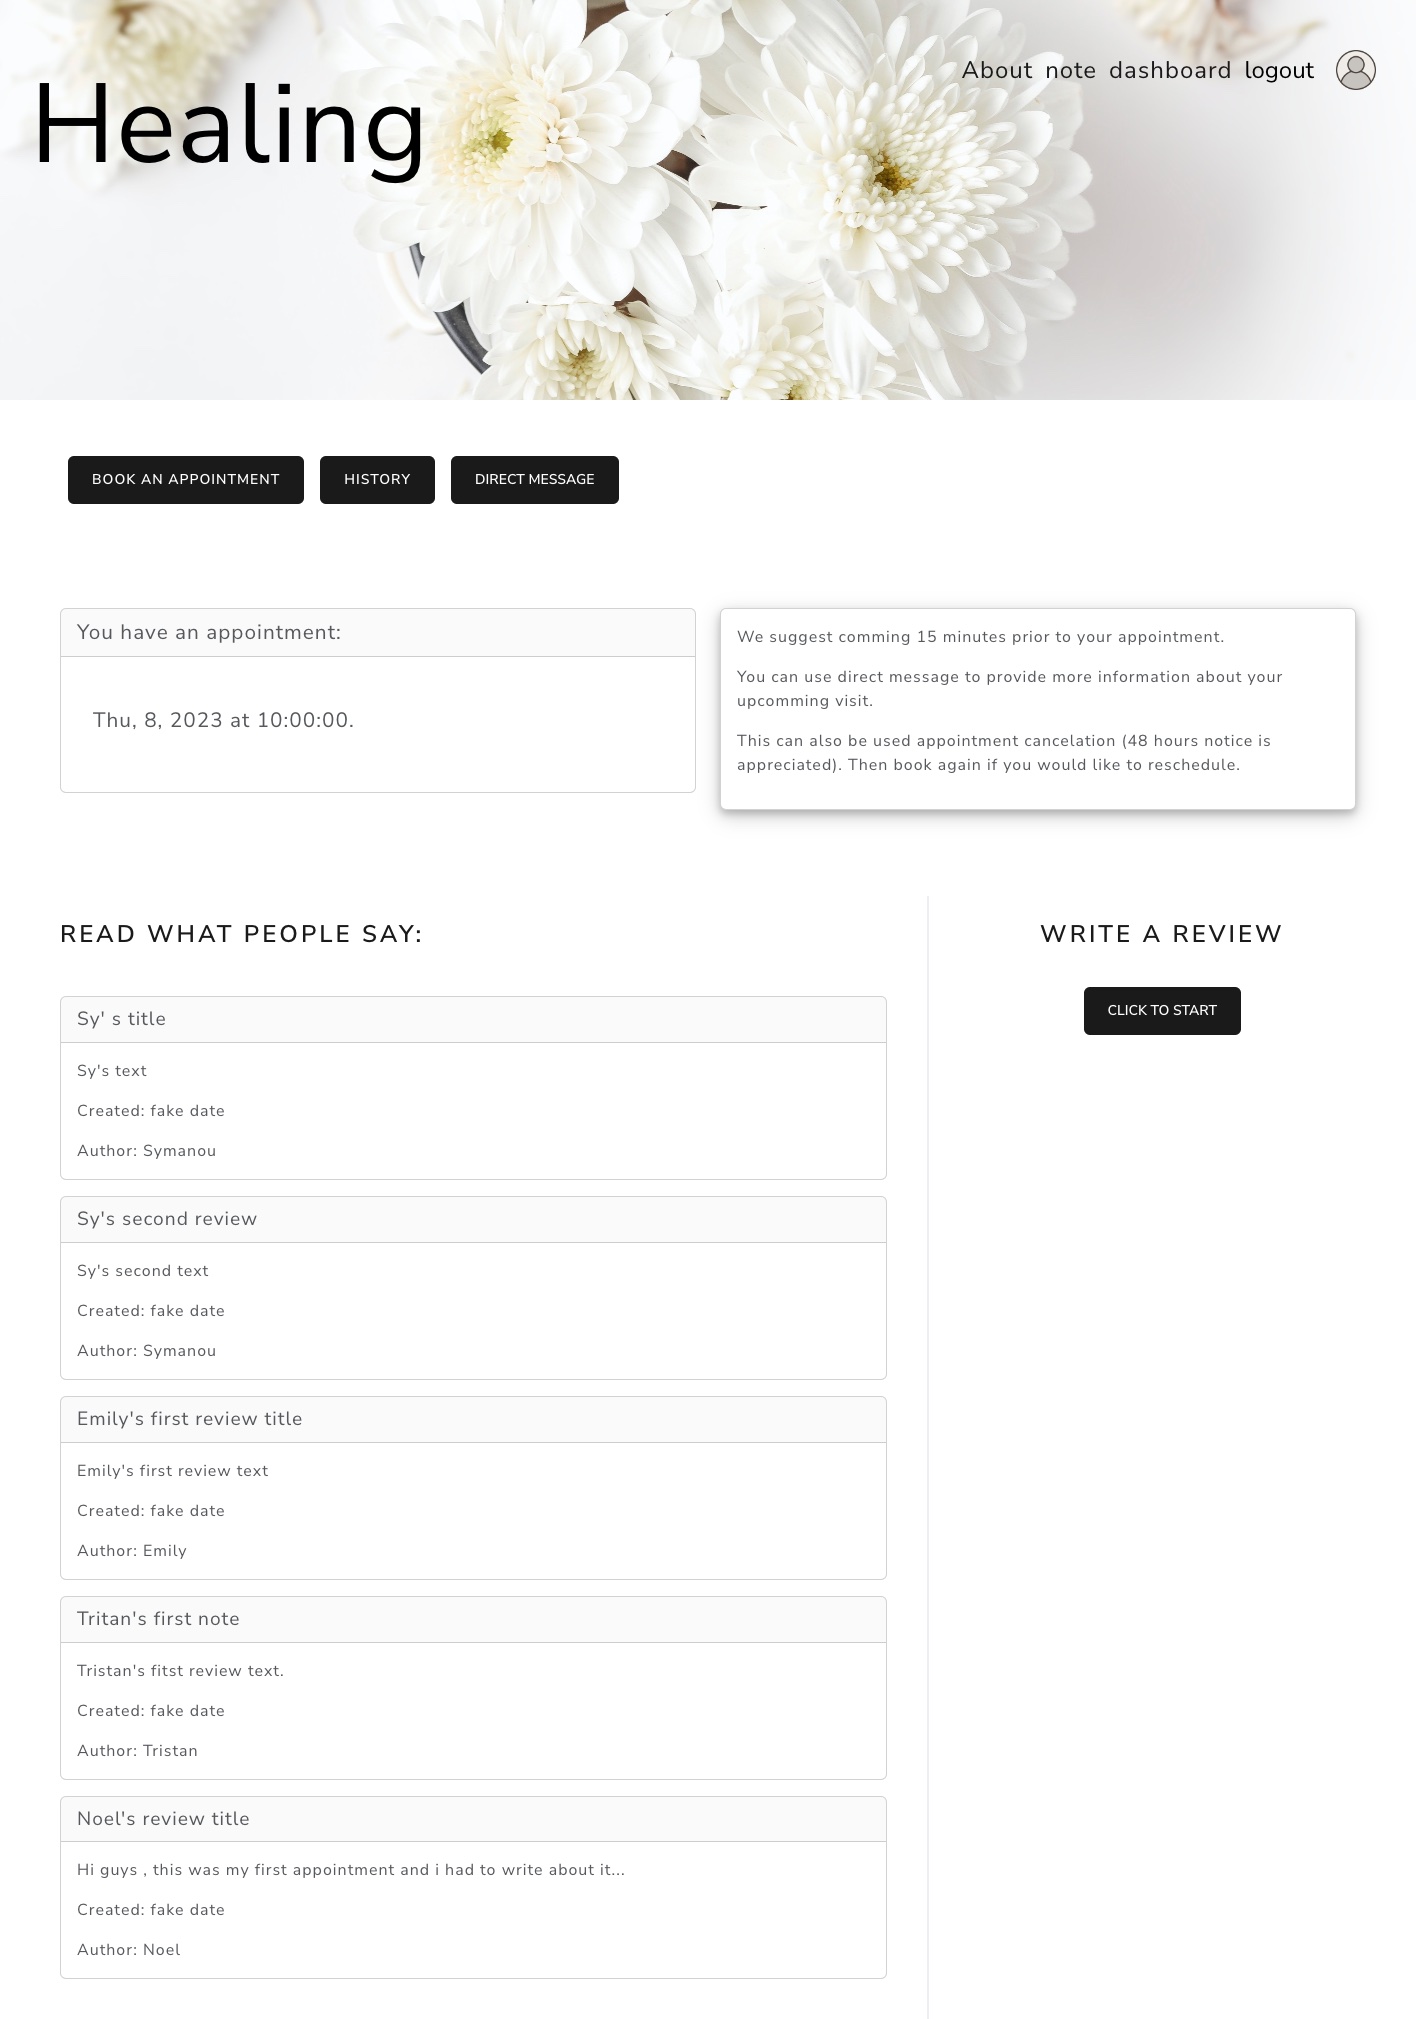 Healing
About note dashboard logout
BOOK AN APPOINTMENT
HISTORY
DIRECT MESSAGE
You have an appointment:
Thu, 8, 2023 at 10:00:00.
We suggest comming 15 minutes prior to your appointment.
You can use direct message to provide more information about your
upcomming visit.
This can also be used appointment cancelation (48 hours notice is
appreciated). Then book again if you would like to reschedule.
READ WHAT PEOPLE SAY:
Sy' s title
Sy's text
Created: fake date
Author: Symanou
Sy's second review
Sy's second text
Created: fake date
Author: Symanou
Emily's first review title
Emily's first review text
Created: fake date
Author: Emily
Tritan's first note
Tristan's fitst review text.
Created: fake date
Author: Tristan
Noel's review title
Hi guys , this was my first appointment and i had to write about it...
Created: fake date
Author: Noel
WRITE A REVIEW
CLICK TO START